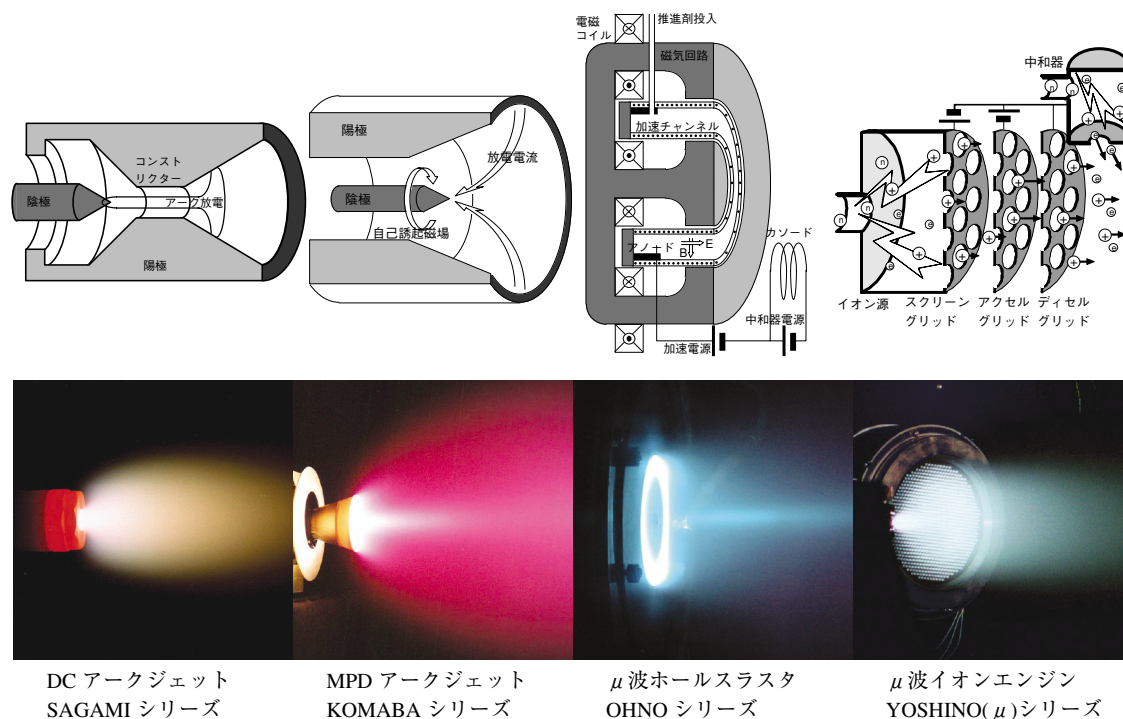 コンスト
リクター
陰極
アーク放電
陽極
陽極
放電電流
陰極
自己誘起磁場
電磁
コイル
推進剤投入
磁気回路
加速チャンネル
アノード
E
B
カソード
中和器電源
加速電源
中和器
n
n
e
e
e
+
+
e
e
n
+
n
n
e
e
+
+
+
+
+
+
+
+
+
+
+
e
+
+
+
イオン源
スクリーン
グリッド
アクセル
グリッド
ディセル
グリッド
DC アークジェット
SAGAMI シリーズ
MPD アークジェット
KOMABA シリーズ
μ波ホールスラスタ
OHNO シリーズ
μ波イオンエンジン
YOSHINO(μ)シリーズ